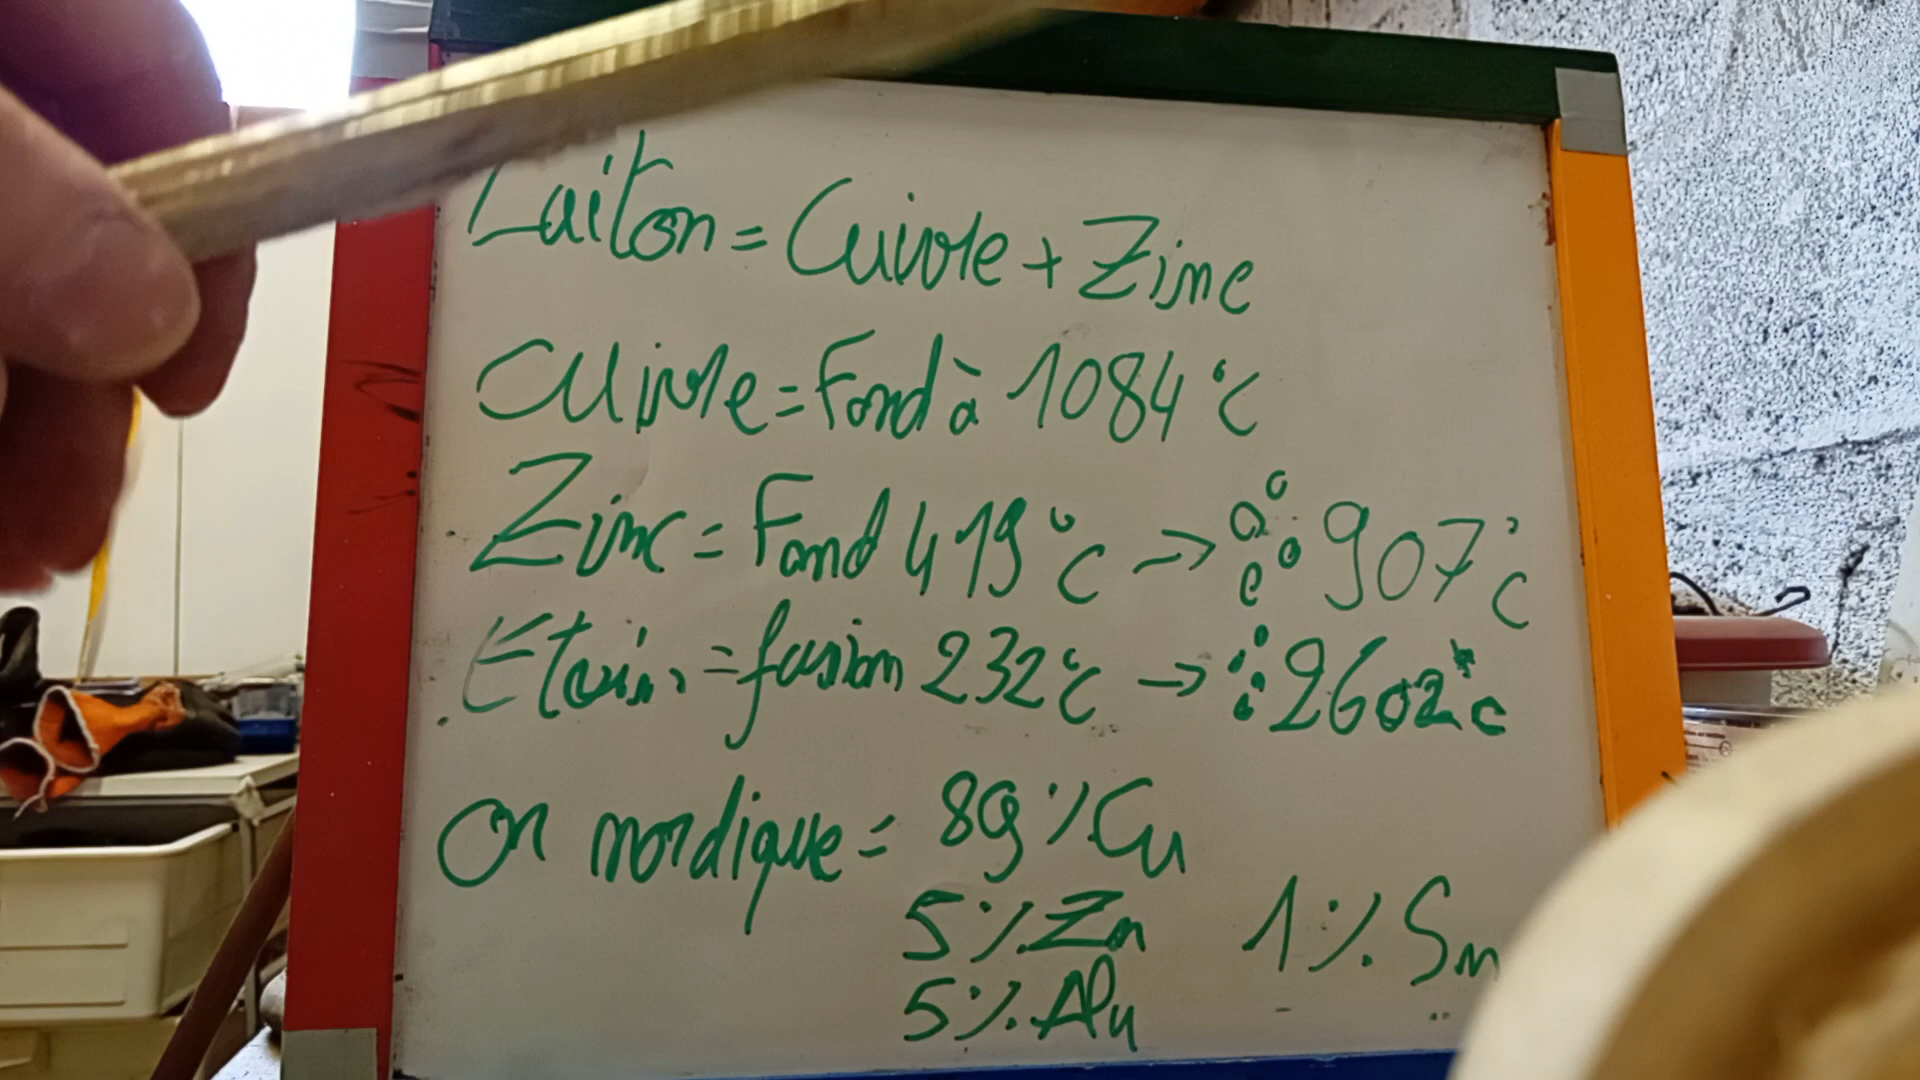 Laiton = Cuivre + Zinc
Cuivre = Fond à 1084°C
Zinc = Fond 419°C → 907°C
Etain = fusion 232°C → 2602°C
Or nordique = 89% Cu
5% Zn 1% Sn
5% Alu